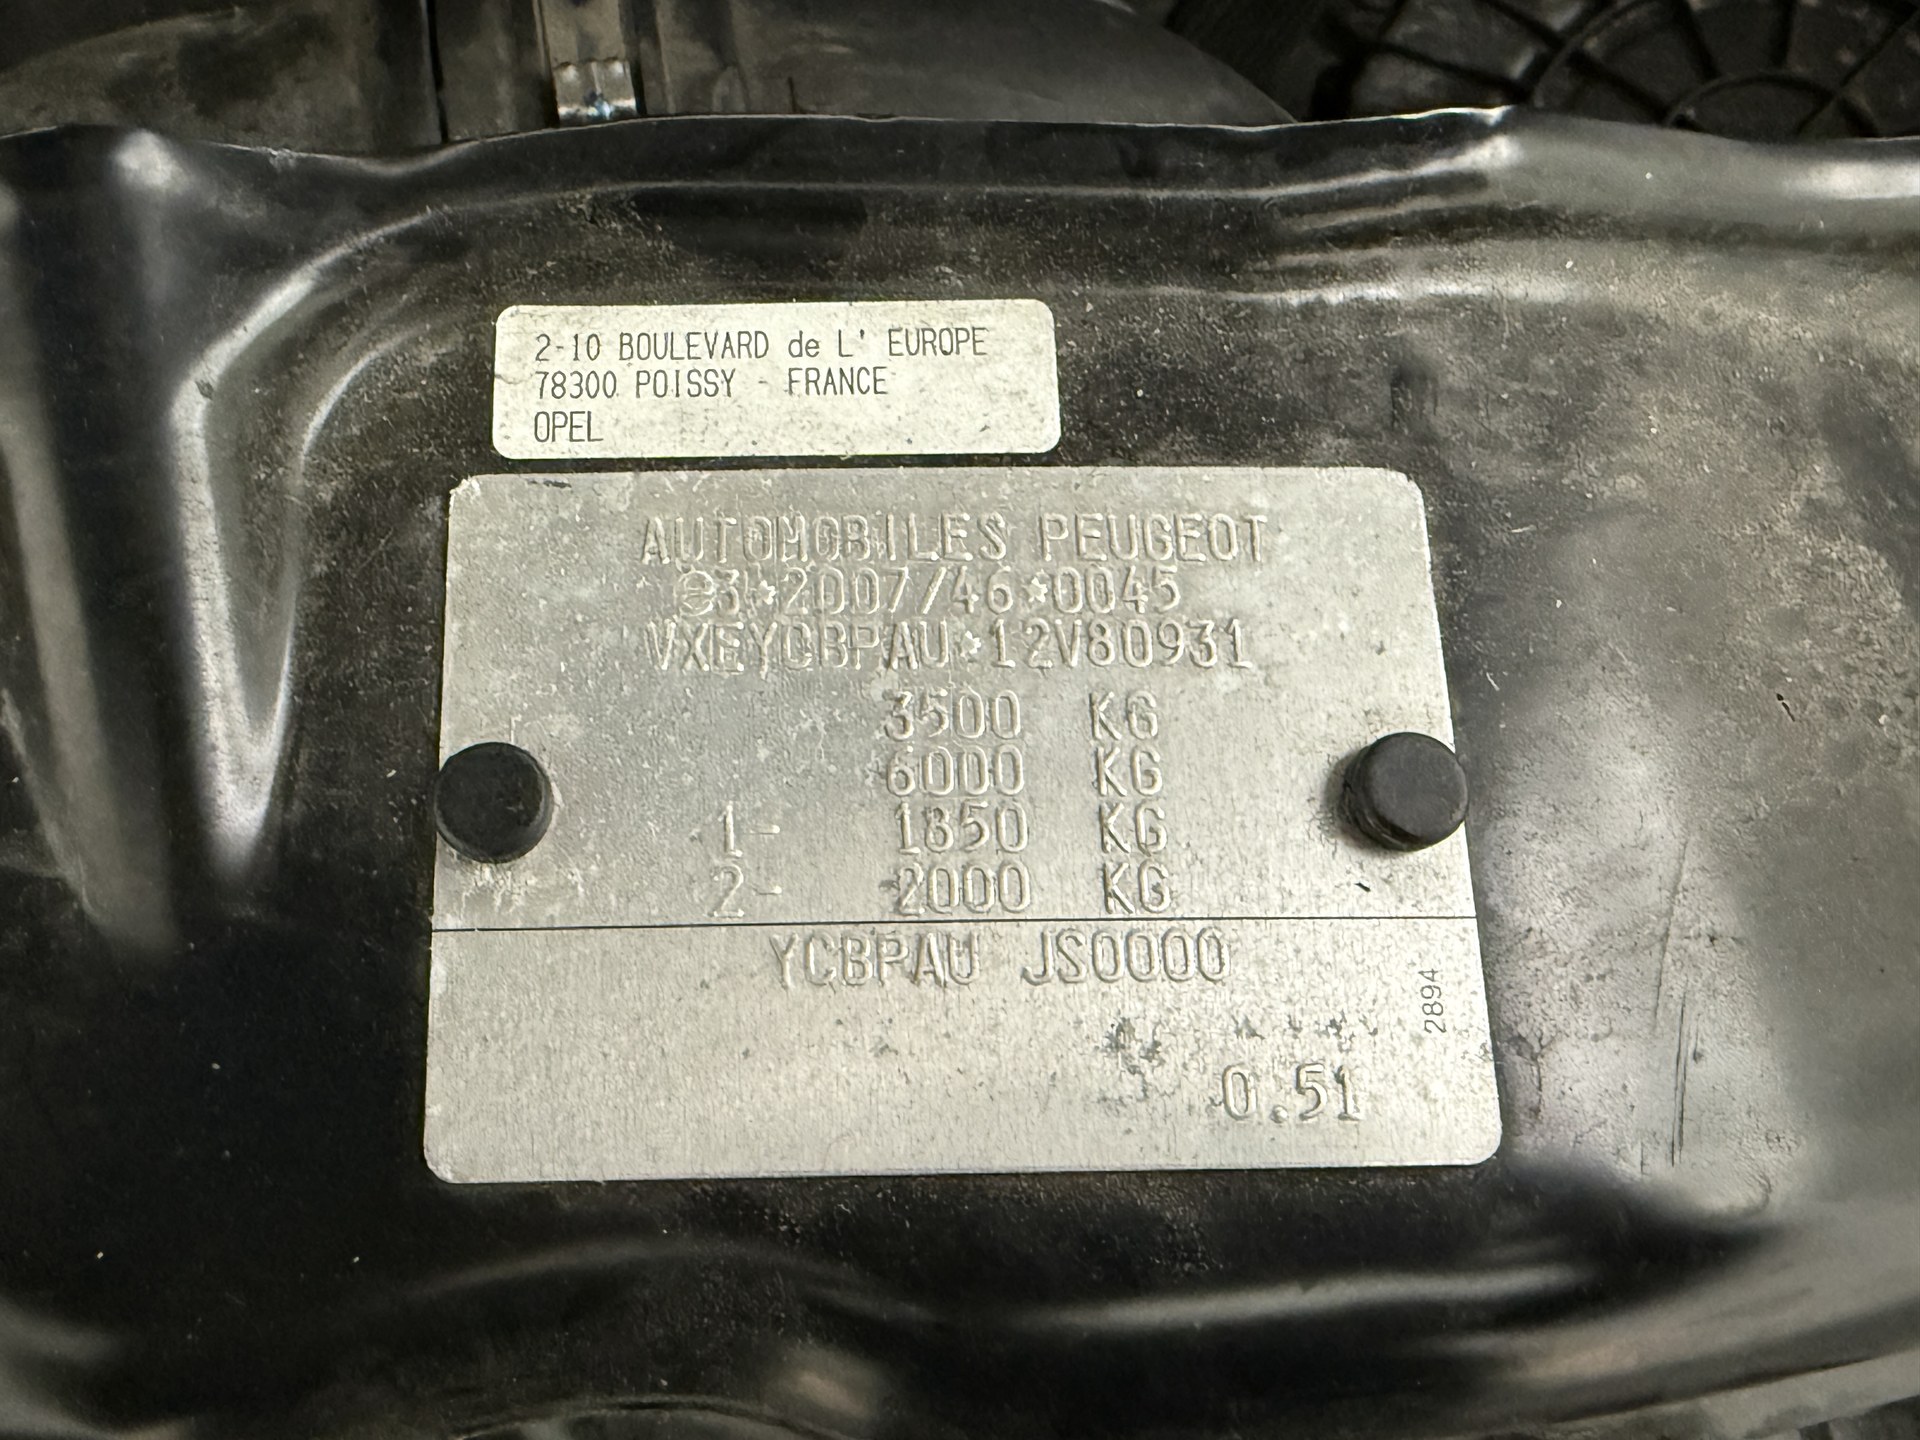 2-10 BOULEVARD de L' EUROPE
78300 POISSY - FRANCE
OPEL
AUTOMOBILES PEUGEOT
e3*2007/46*0045
VXEYCBPAU*12V80931
3500 KG
6000 KG
1- 1850 KG
2- 2000 KG
YCBPAU JS0000
2894
0.51